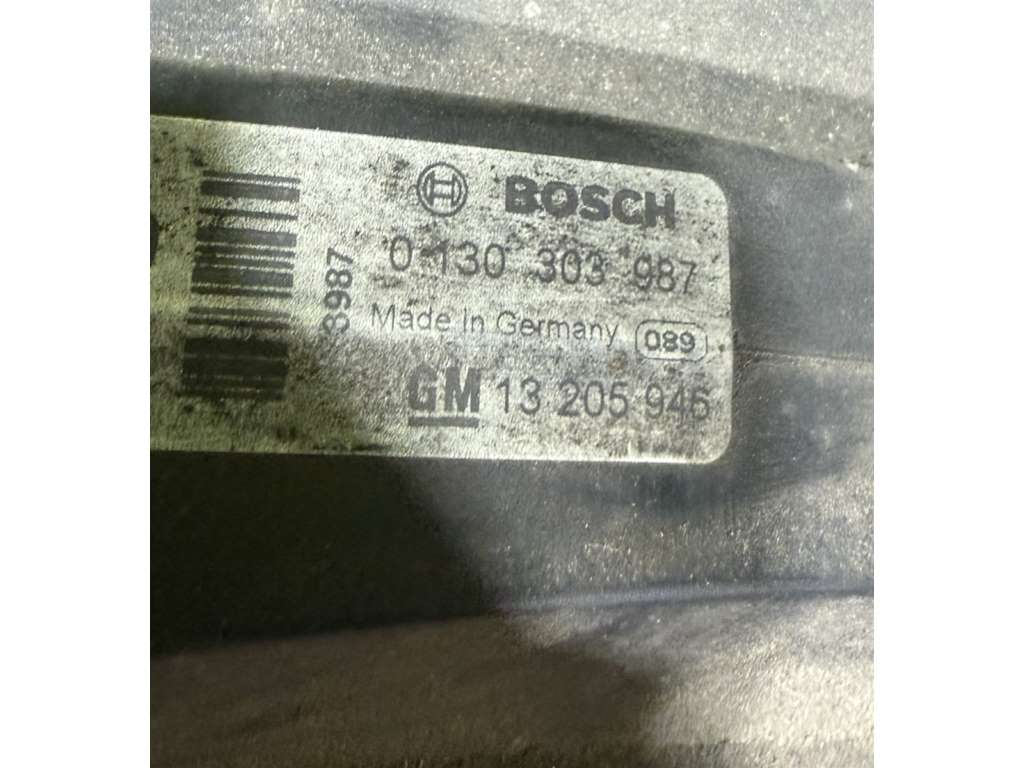 BOSCH
0 130 303 987
3987
Made in Germany 089
GM 13 205 946